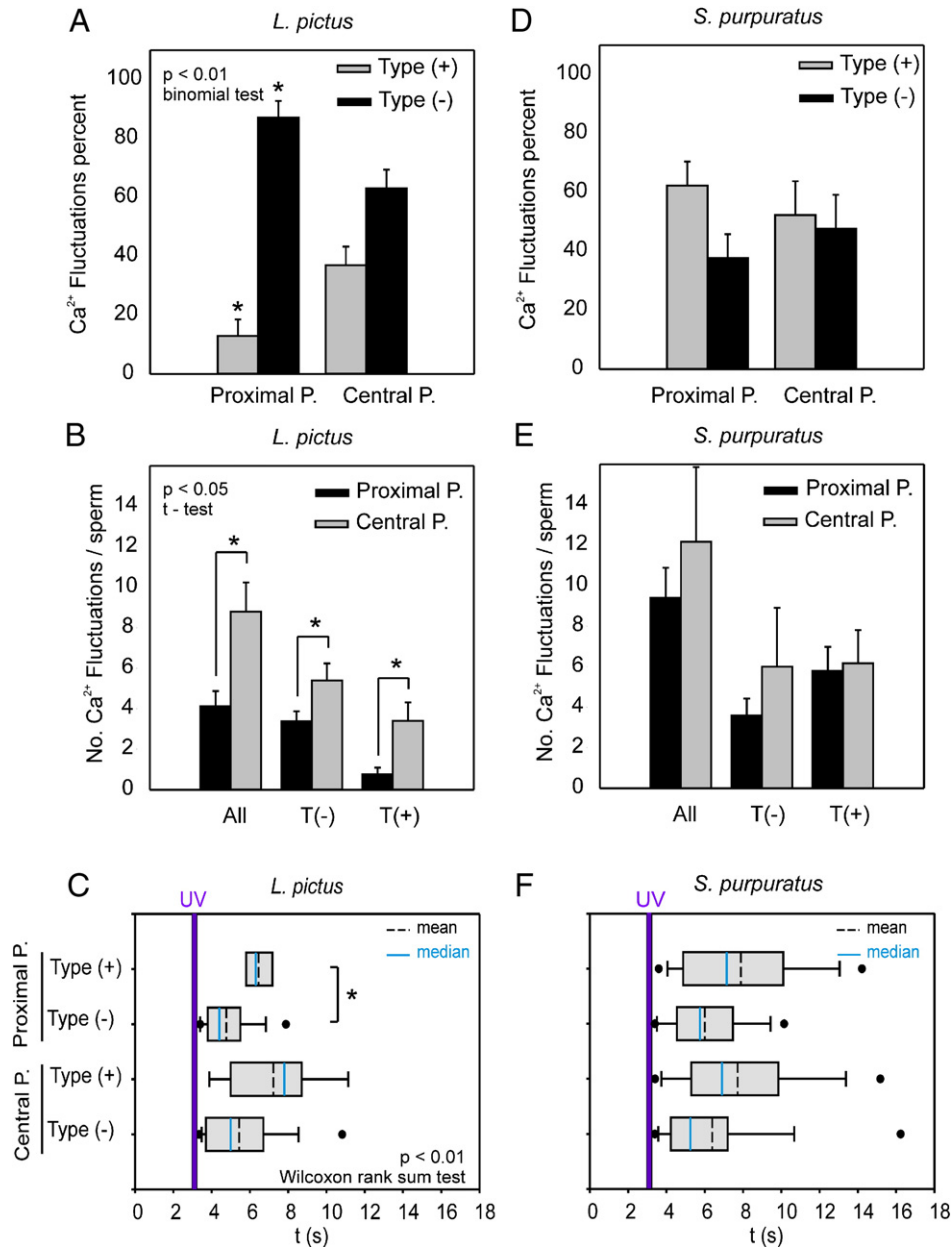 A
L. pictus
Ca2+ Fluctuations percent
100
80
60
40
20
0
p < 0.01
binomial test
Type (+)
Type (-)
*
*
Proximal P.
Central P.
D
S. purpuratus
Ca2+ Fluctuations percent
100
80
60
40
20
0
Type (+)
Type (-)
Proximal P.
Central P.
B
L. pictus
No. Ca2+ Fluctuations / sperm
14
12
10
8
6
4
2
0
p < 0.05
t - test
Proximal P.
Central P.
*
*
*
All
T(-)
T(+)
E
S. purpuratus
No. Ca2+ Fluctuations / sperm
14
12
10
8
6
4
2
0
Proximal P.
Central P.
All
T(-)
T(+)
C
L. pictus
UV
mean
median
Proximal P.
Type (+)
Type (-)
Central P.
Type (+)
Type (-)
*
p < 0.01
Wilcoxon rank sum test
0 2 4 6 8 10 12 14 16 18
t (s)
F
S. purpuratus
UV
mean
median
0 2 4 6 8 10 12 14 16 18
t (s)